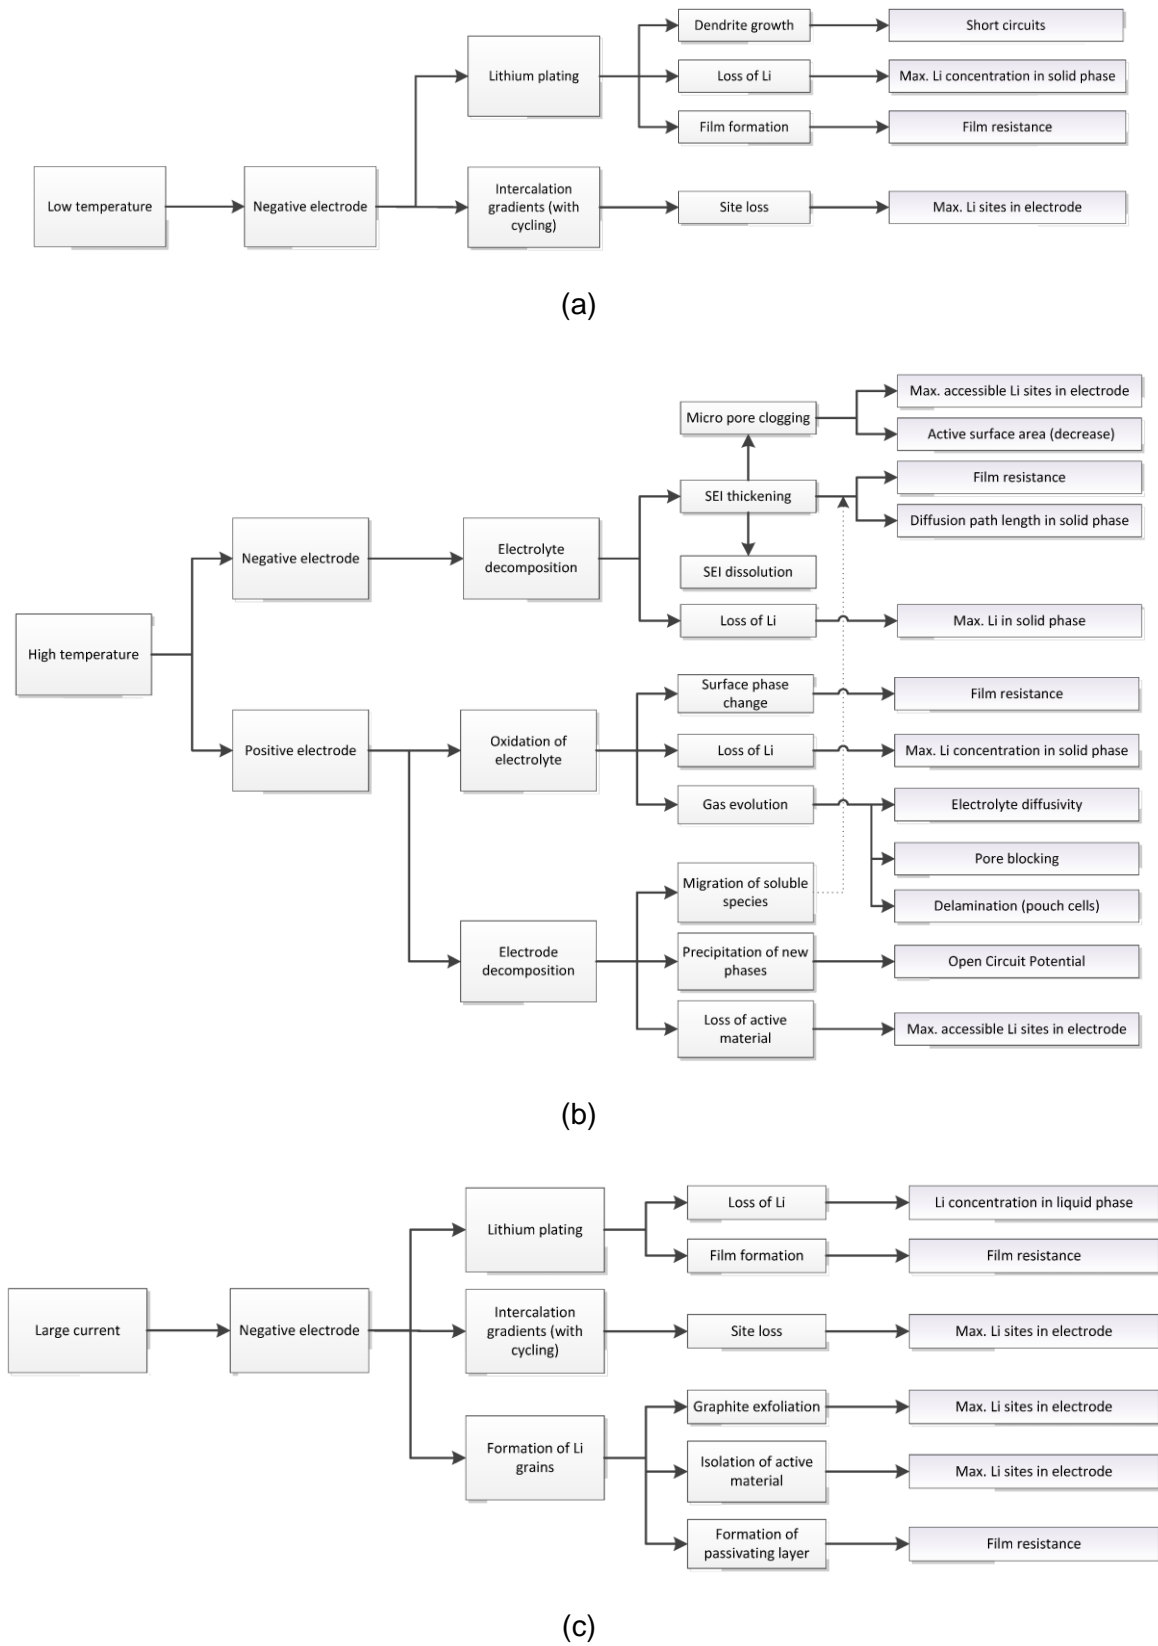 Dendrite growth
Short circuits
Lithium plating
Loss of Li
Max. Li concentration in solid phase
Film formation
Film resistance
Low temperature
Negative electrode
Intercalation
gradients (with
cycling)
Site loss
Max. Li sites in electrode
(a)
Max. accessible Li sites in electrode
Micro pore clogging
Active surface area (decrease)
Film resistance
SEI thickening
Diffusion path length in solid phase
Negative electrode
Electrolyte
decomposition
SEI dissolution
Loss of Li
Max. Li in solid phase
High temperature
Surface phase
change
Film resistance
Positive electrode
Oxidation of
electrolyte
Loss of Li
Max. Li concentration in solid phase
Gas evolution
Electrolyte diffusivity
Pore blocking
Migration of soluble
species
Delamination (pouch cells)
Electrode
decomposition
Precipitation of new
phases
Open Circuit Potential
Loss of active
material
Max. accessible Li sites in electrode
(b)
Lithium plating
Loss of Li
Li concentration in liquid phase
Film formation
Film resistance
Large current
Negative electrode
Intercalation
gradients (with
cycling)
Site loss
Max. Li sites in electrode
Graphite exfoliation
Max. Li sites in electrode
Formation of Li
grains
Isolation of active
material
Max. Li sites in electrode
Formation of
passivating layer
Film resistance
(c)